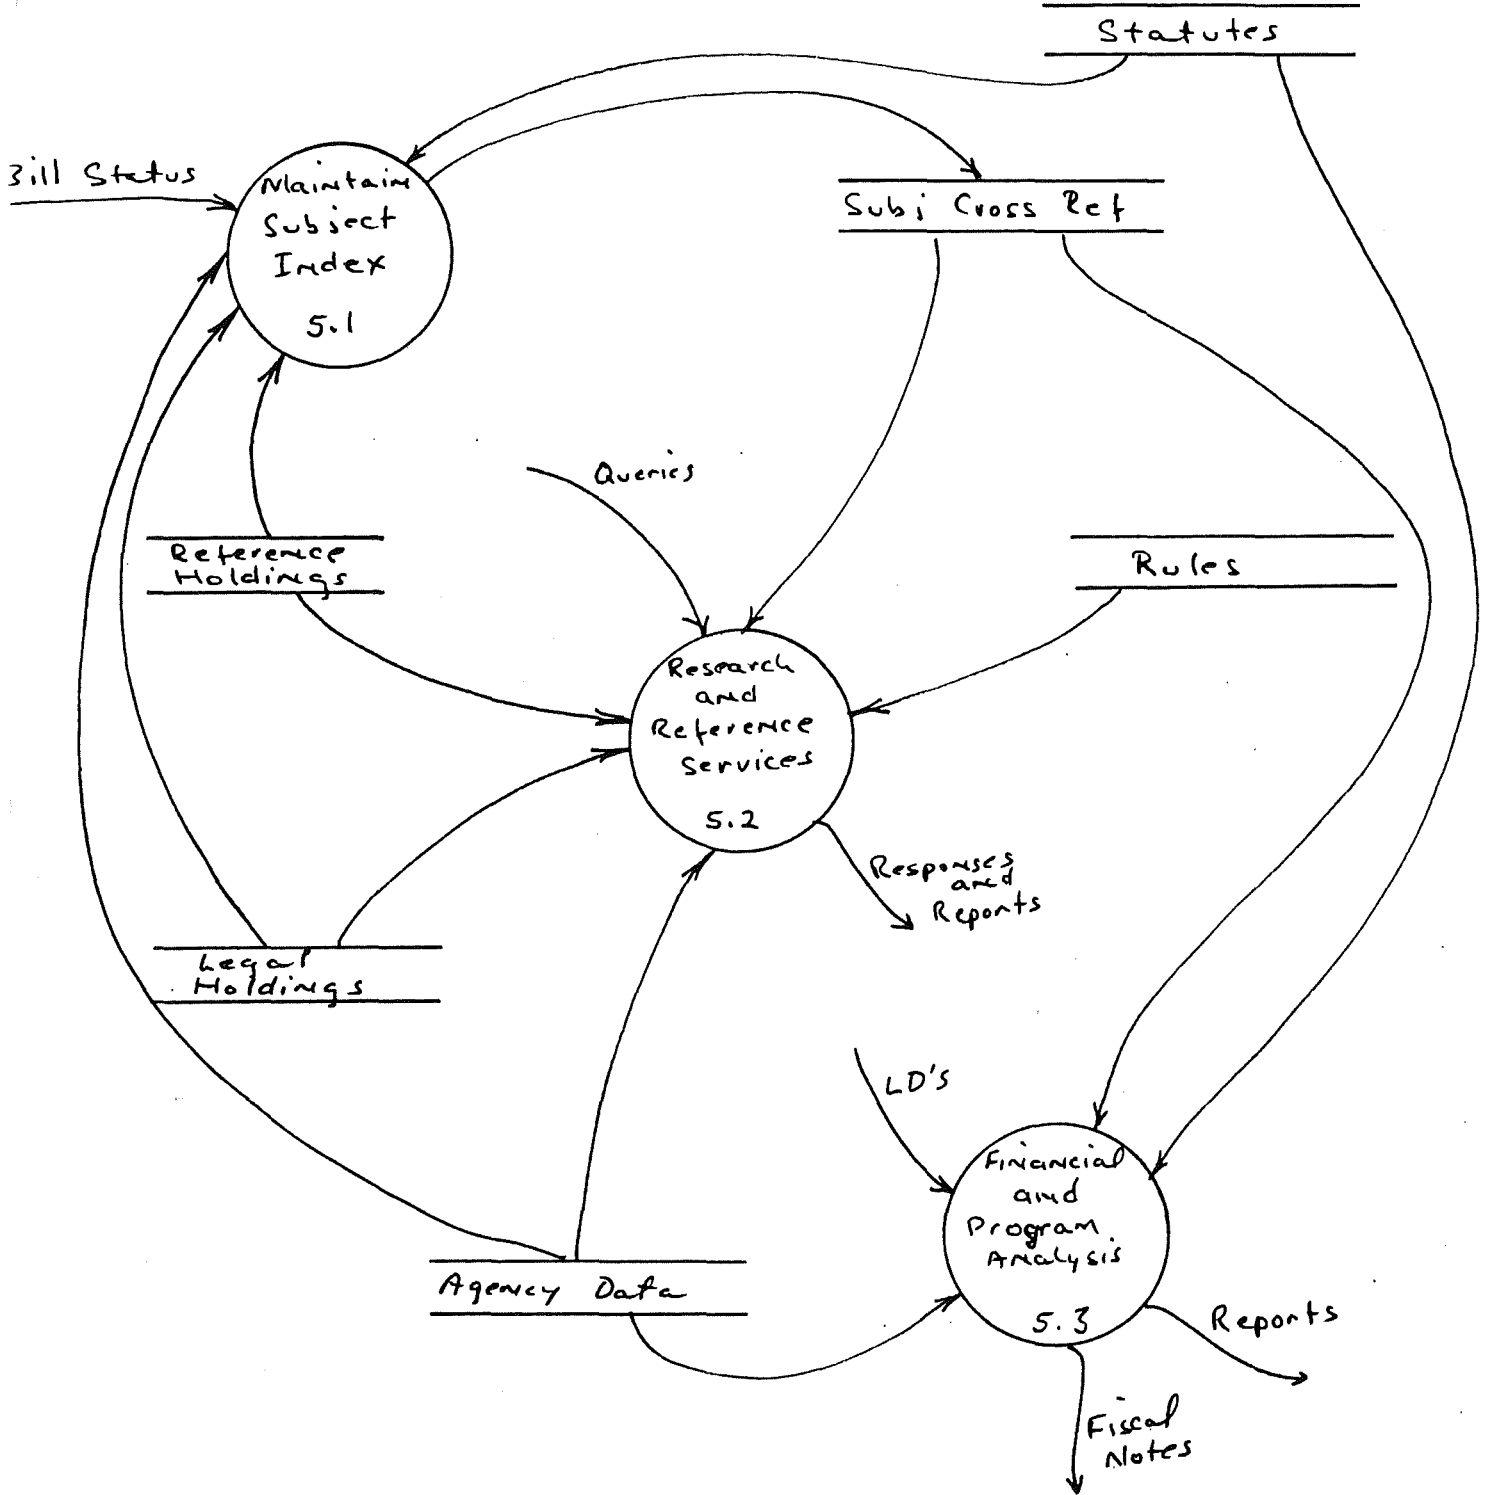 Statutes
Bill Status
Maintain
Subject
Index
5.1
Subj Cross Ref
Queries
Reference
Holdings
Rules
Research
and
Reference
Services
5.2
Responses
and
Reports
Legal
Holdings
LD's
Financial
and
Program
Analysis
5.3
Agency Data
Reports
Fiscal
Notes